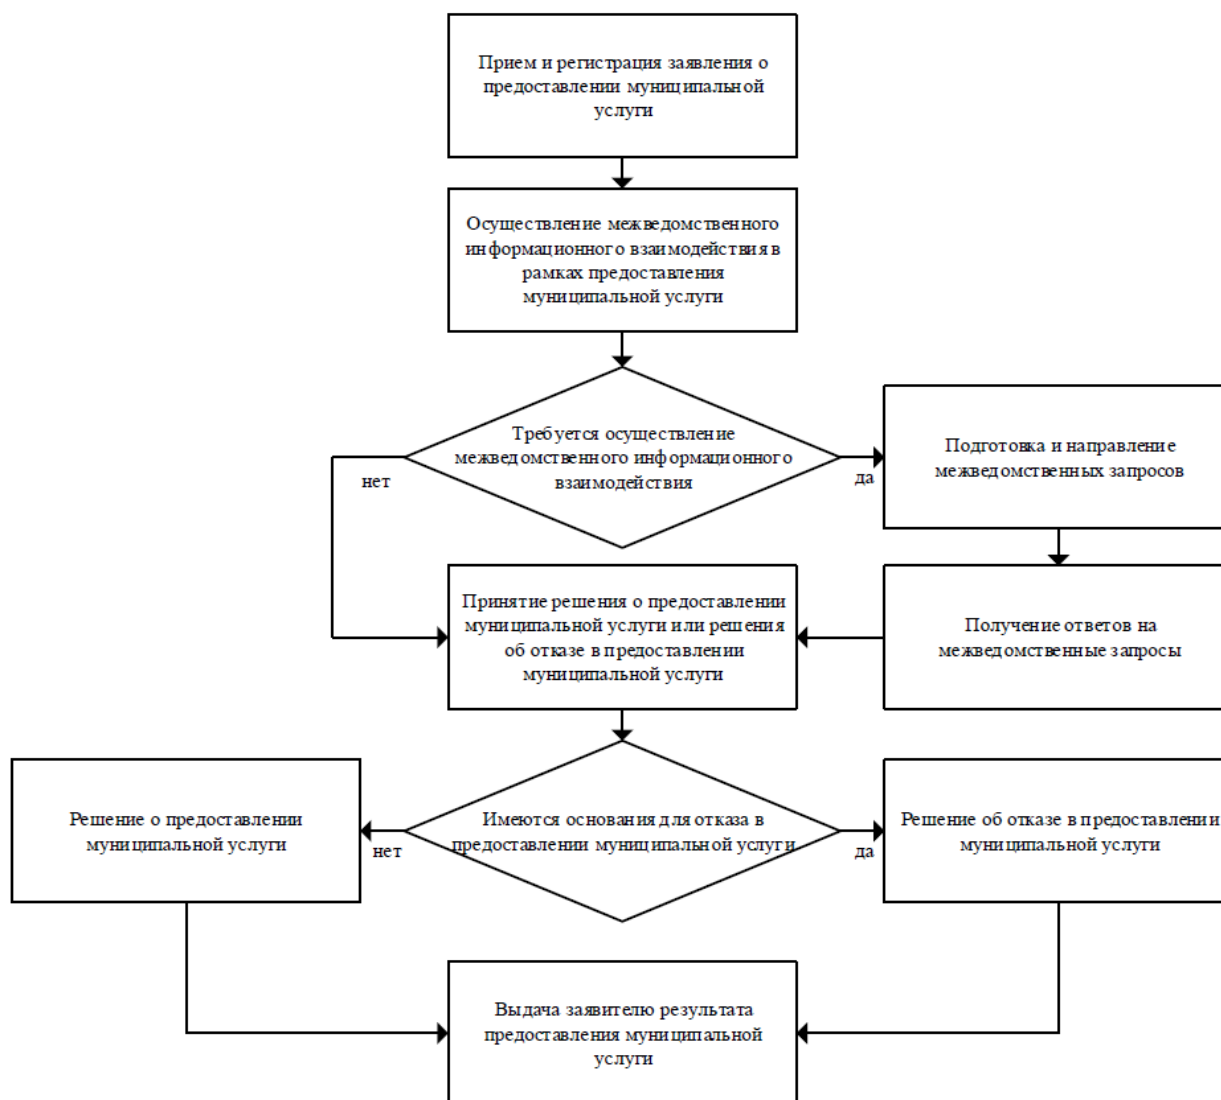 Прием и регистрация заявления о
предоставлении муниципальной
услуги
Осуществление межведомственного
информационного взаимодействия в
рамках предоставления
муниципальной услуги
Требуется осуществление
межведомственного информационного
взаимодействия
нет
да
Подготовка и направление
межведомственных запросов
Принятие решения о предоставлении
муниципальной услуги или решения
об отказе в предоставлении
муниципальной услуги
Получение ответов на
межведомственные запросы
Решение о предоставлении
муниципальной услуги
нет
Имеются основания для отказа в
предоставлении муниципальной услуги
да
Решение об отказе в предоставлении
муниципальной услуги
Выдача заявителю результата
предоставления муниципальной
услуги